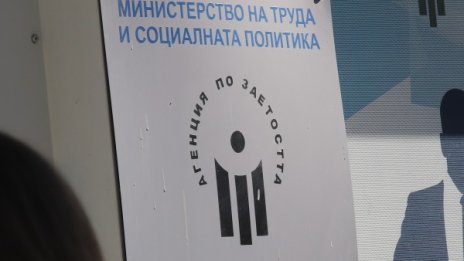 МИНИСТЕРСТВО НА ТРУДА
И СОЦИАЛНАТА ПОЛИТИКА
АГЕНЦИЯ ПО ЗАЕТОСТТА